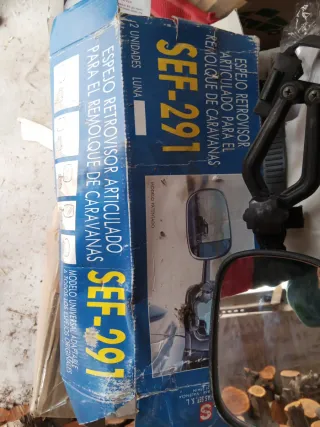 ESPEJO RETROVISOR ARTICULADO
PARA EL REMOLQUE DE CARAVANAS
SEF-291
MODELO UNIVERSAL ADAPTABLE
ESPEJO RETROVISOR
ARTICULADO PARA EL
REMOLQUE DE CARAVANAS
SEF-291
2 UNIDADES LUNA
S